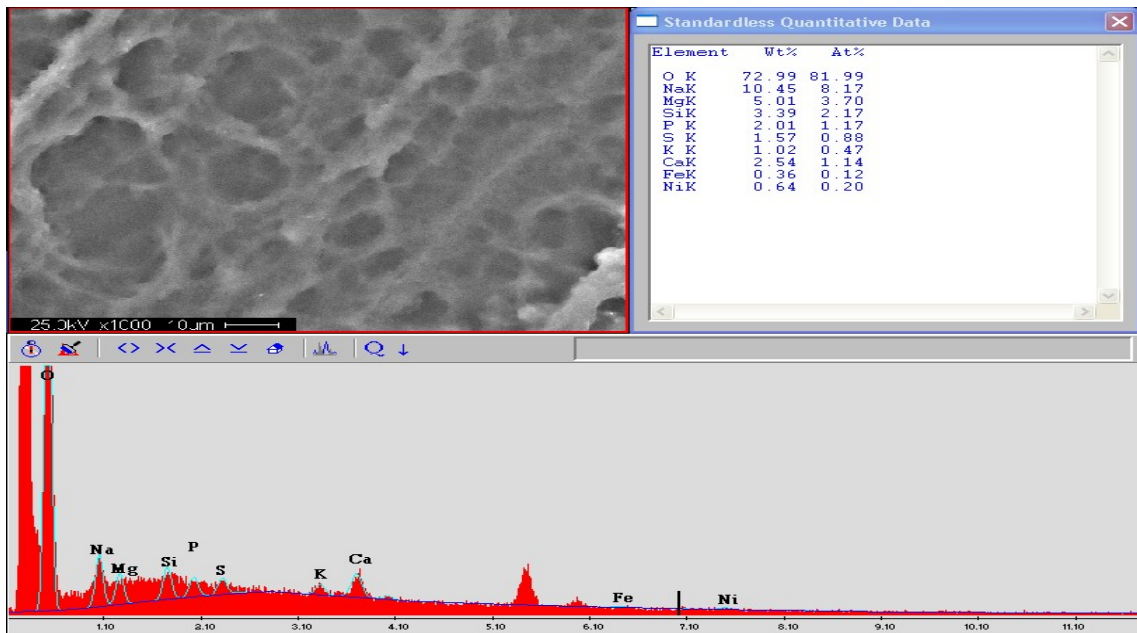 Standardless Quantitative Data
Element Wt% At%
O K 72.99 81.99
NaK 10.45 8.17
MgK 5.01 3.70
SiK 3.39 2.17
P K 2.01 1.17
S K 1.57 0.88
K K 1.02 0.47
CaK 2.54 1.14
FeK 0.36 0.12
NiK 0.64 0.20
25.0kV x1000 10μm
Q
O
Na Mg Si P S K Ca Fe Ni
1.10 2.10 3.10 4.10 5.10 6.10 7.10 8.10 9.10 10.10 11.10